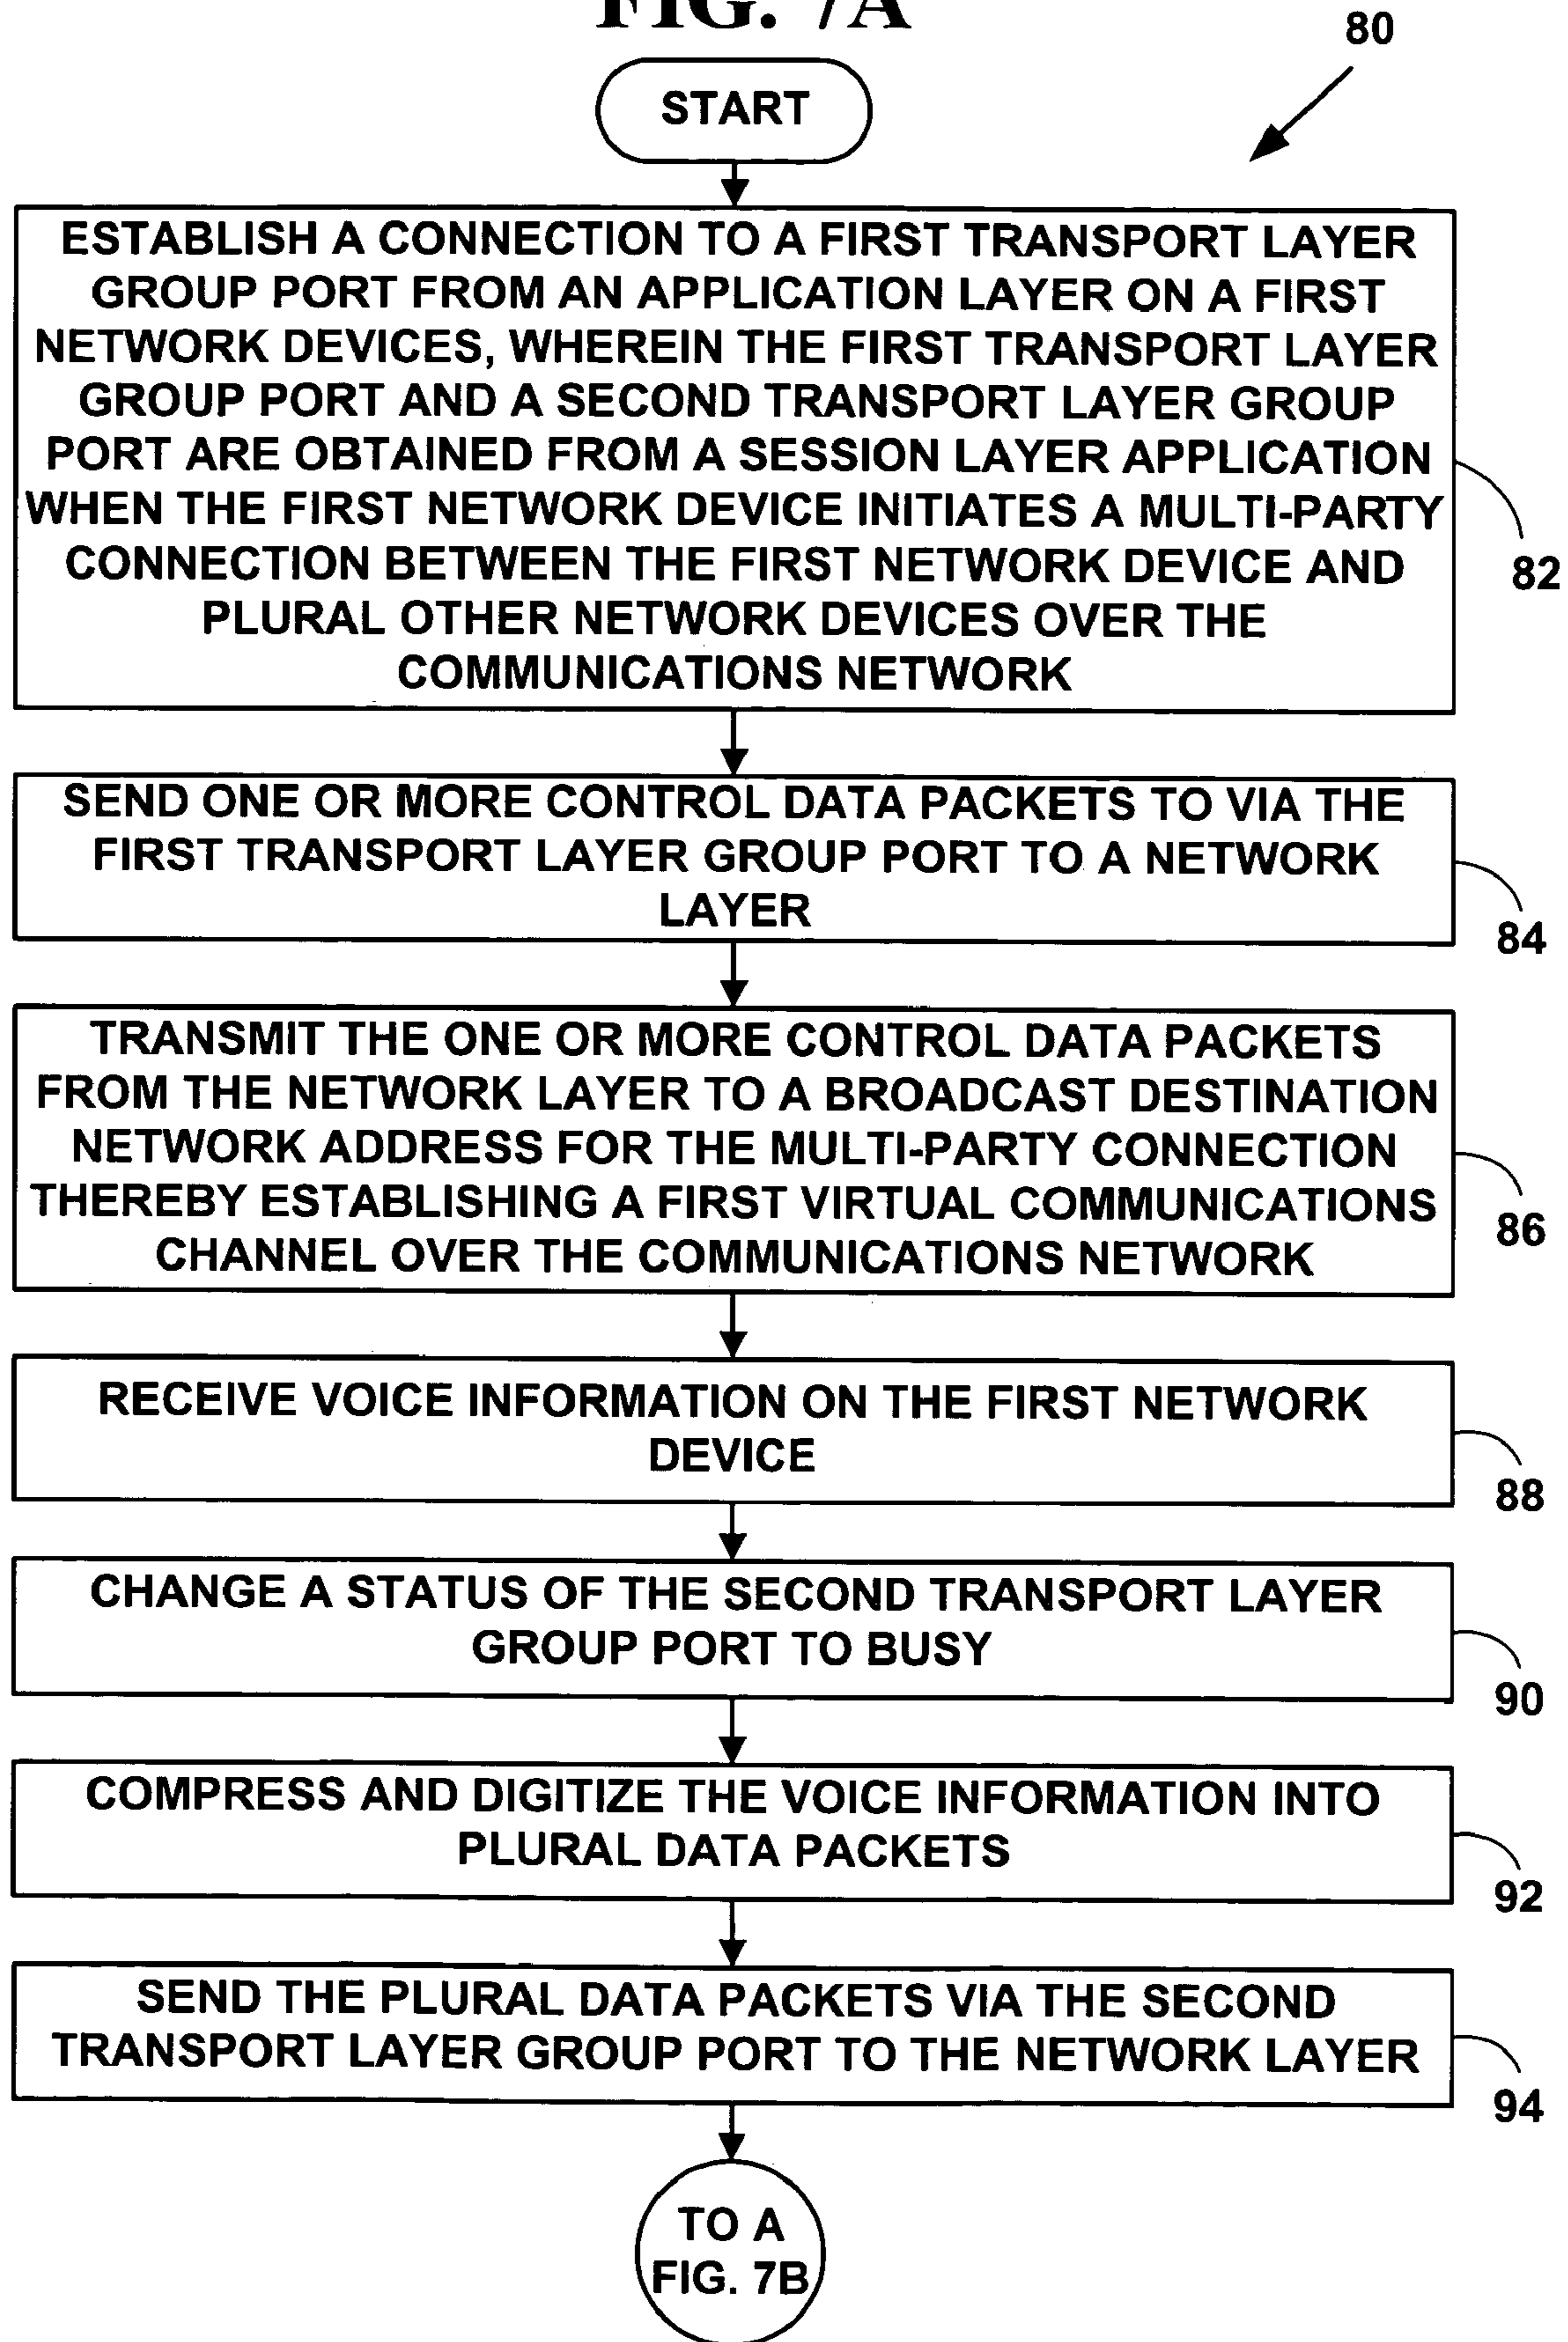 FIG. 7A
80
START
ESTABLISH A CONNECTION TO A FIRST TRANSPORT LAYER
GROUP PORT FROM AN APPLICATION LAYER ON A FIRST
NETWORK DEVICES, WHEREIN THE FIRST TRANSPORT LAYER
GROUP PORT AND A SECOND TRANSPORT LAYER GROUP
PORT ARE OBTAINED FROM A SESSION LAYER APPLICATION
WHEN THE FIRST NETWORK DEVICE INITIATES A MULTI-PARTY
CONNECTION BETWEEN THE FIRST NETWORK DEVICE AND
PLURAL OTHER NETWORK DEVICES OVER THE
COMMUNICATIONS NETWORK
82
SEND ONE OR MORE CONTROL DATA PACKETS TO VIA THE
FIRST TRANSPORT LAYER GROUP PORT TO A NETWORK
LAYER
84
TRANSMIT THE ONE OR MORE CONTROL DATA PACKETS
FROM THE NETWORK LAYER TO A BROADCAST DESTINATION
NETWORK ADDRESS FOR THE MULTI-PARTY CONNECTION
THEREBY ESTABLISHING A FIRST VIRTUAL COMMUNICATIONS
CHANNEL OVER THE COMMUNICATIONS NETWORK
86
RECEIVE VOICE INFORMATION ON THE FIRST NETWORK
DEVICE
88
CHANGE A STATUS OF THE SECOND TRANSPORT LAYER
GROUP PORT TO BUSY
90
COMPRESS AND DIGITIZE THE VOICE INFORMATION INTO
PLURAL DATA PACKETS
92
SEND THE PLURAL DATA PACKETS VIA THE SECOND
TRANSPORT LAYER GROUP PORT TO THE NETWORK LAYER
94
TO A
FIG. 7B